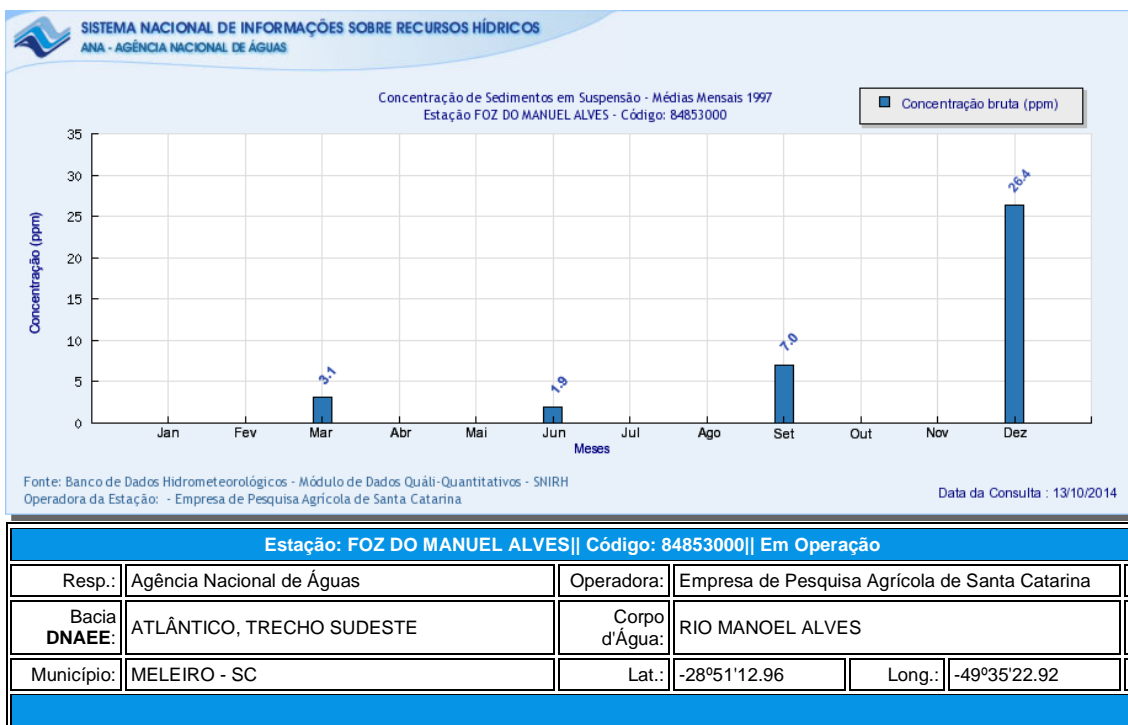 SISTEMA NACIONAL DE INFORMAÇÕES SOBRE RECURSOS HÍDRICOS
ANA - AGÊNCIA NACIONAL DE ÁGUAS
Concentração de Sedimentos em Suspensão - Médias Mensais 1997
Estação FOZ DO MANUEL ALVES - Código: 84853000
Concentração bruta (ppm)
Concentração (ppm)
35
30
25
20
15
10
5
0
3.1
1.9
7.0
26.4
Jan Fev Mar Abr Mai Jun Jul Ago Set Out Nov Dez
Meses
Fonte: Banco de Dados Hidrometeorológicos - Módulo de Dados Quáli-Quantitativos - SNIRH
Operadora da Estação: - Empresa de Pesquisa Agrícola de Santa Catarina
Data da Consulta : 13/10/2014
Estação: FOZ DO MANUEL ALVES|| Código: 84853000|| Em Operação
Resp.: Agência Nacional de Águas Operadora: Empresa de Pesquisa Agrícola de Santa Catarina
Bacia DNAEE: ATLÂNTICO, TRECHO SUDESTE Corpo d'Água: RIO MANOEL ALVES
Município: MELEIRO - SC Lat.: -28º51'12.96 Long.: -49º35'22.92